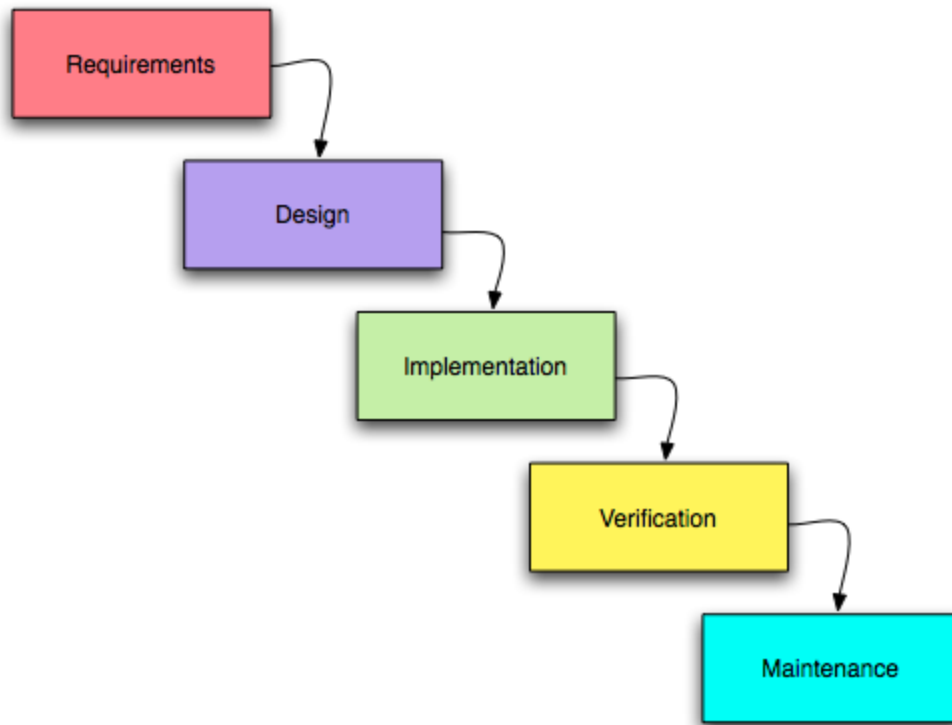 Requirements
Design
Implementation
Verification
Maintenance